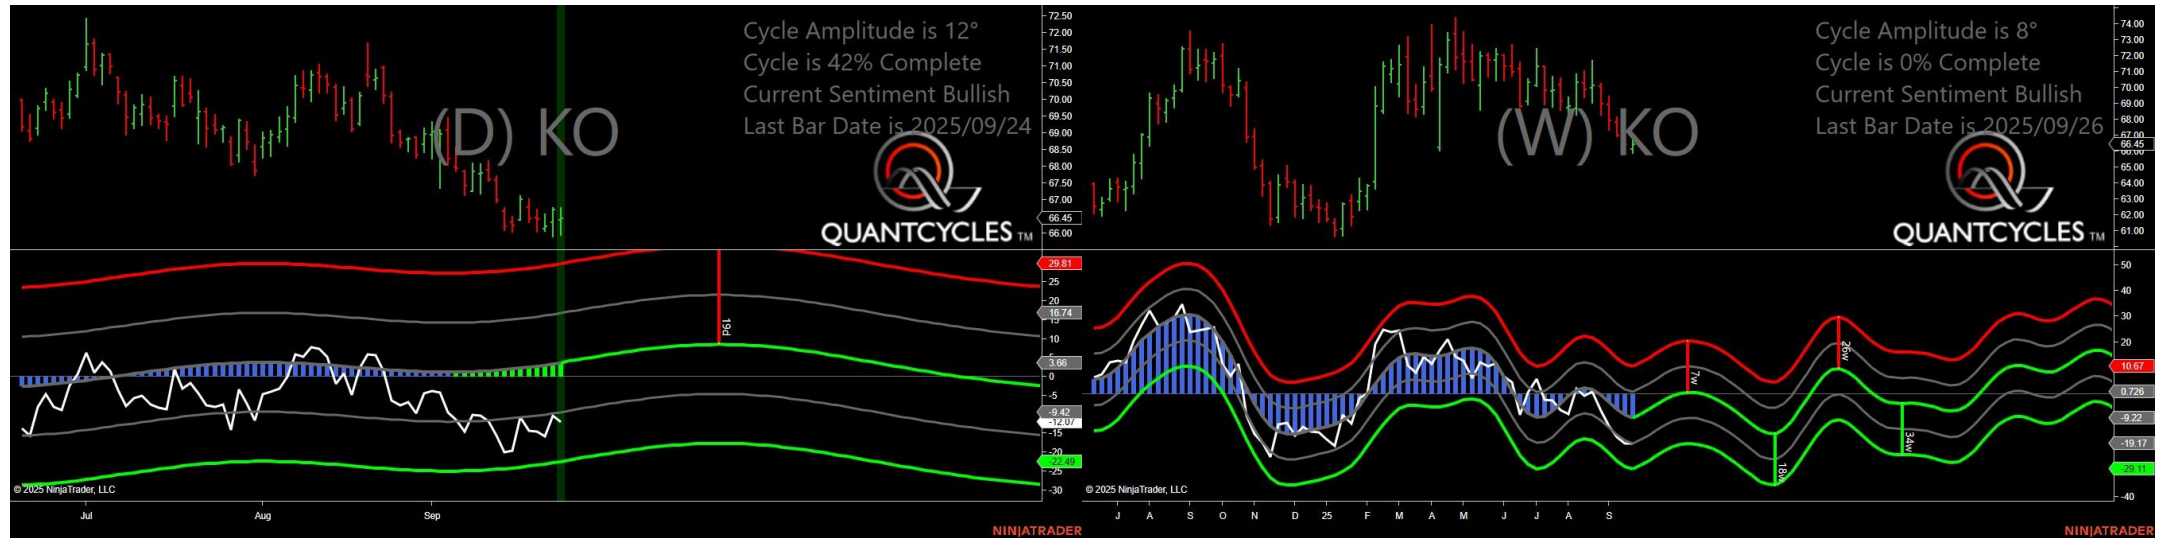 Cycle Amplitude is 12°
Cycle is 42% Complete
Current Sentiment Bullish
Last Bar Date is 2025/09/24
(D) KO
QUANTCYCLES TM
72.50
72.00
71.50
71.00
70.50
70.00
69.50
69.00
68.50
68.00
67.50
67.00
66.45
66.00
29.81
25
20
16.74
15
10
5
3.66
0
-5
-9.42
-12.07
-15
-20
-22.49
-25
-30
19d
© 2025 NinjaTrader, LLC
Jul
Aug
Sep
NINJATRADER
Cycle Amplitude is 8°
Cycle is 0% Complete
Current Sentiment Bullish
Last Bar Date is 2025/09/26
(W) KO
QUANTCYCLES TM
74.00
73.00
72.00
71.00
70.00
69.00
68.00
67.00
66.45
66.00
65.00
64.00
63.00
62.00
61.00
50
40
30
20
10.67
0.726
-9.22
-19.17
-29.11
-40
7w
18w
26w
34w
© 2025 NinjaTrader, LLC
J A S O N D 25 F M A M J J A S
NINJATRADER